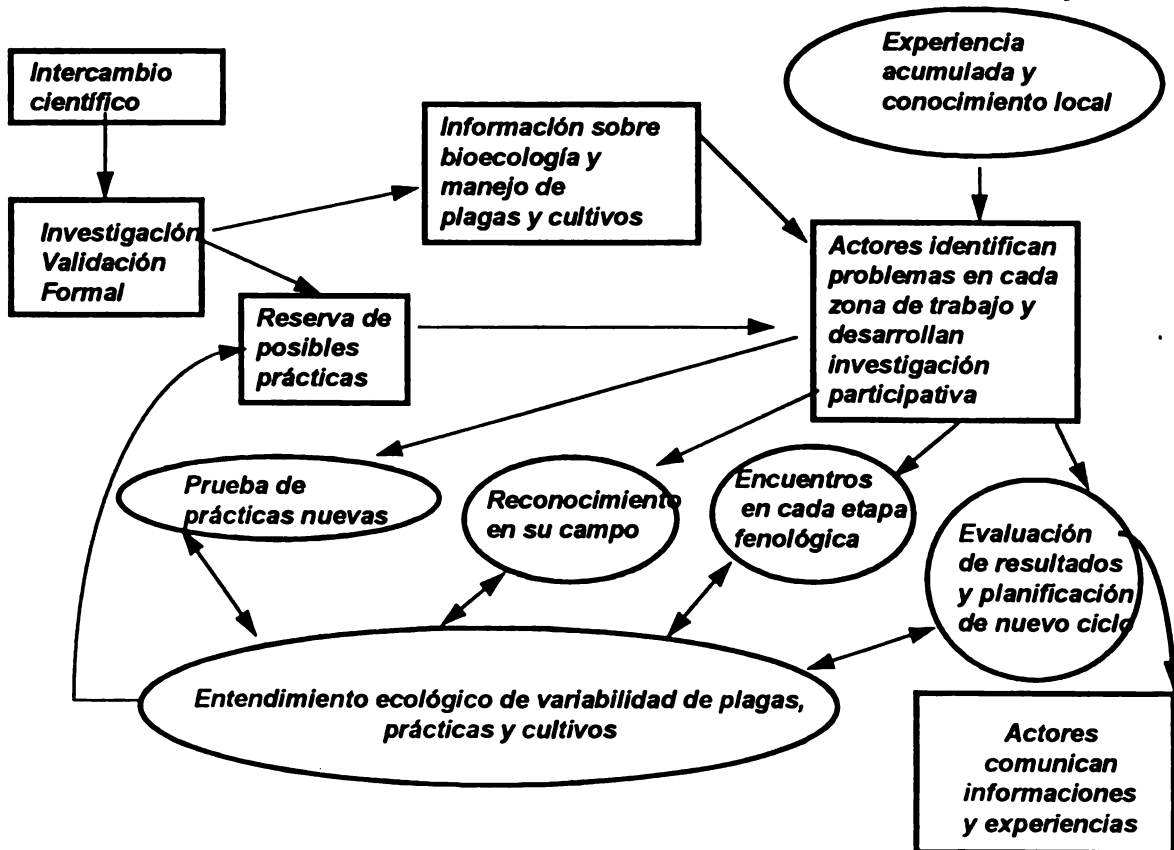 Intercambio
científico
Experiencia
acumulada y
conocimiento local
Información sobre
bioecología y
manejo de
plagas y cultivos
Investigación
Validación
Formal
Actores identifican
problemas en cada
zona de trabajo y
desarrollan
investigación
participativa
Reserva de
posibles
prácticas
Prueba de
prácticas nuevas
Reconocimiento
en su campo
Encuentros
en cada etapa
fenológica
Evaluación
de resultados
y planificación
de nuevo ciclo
Entendimiento ecológico de variabilidad de plagas,
prácticas y cultivos
Actores
comunican
informaciones
y experiencias